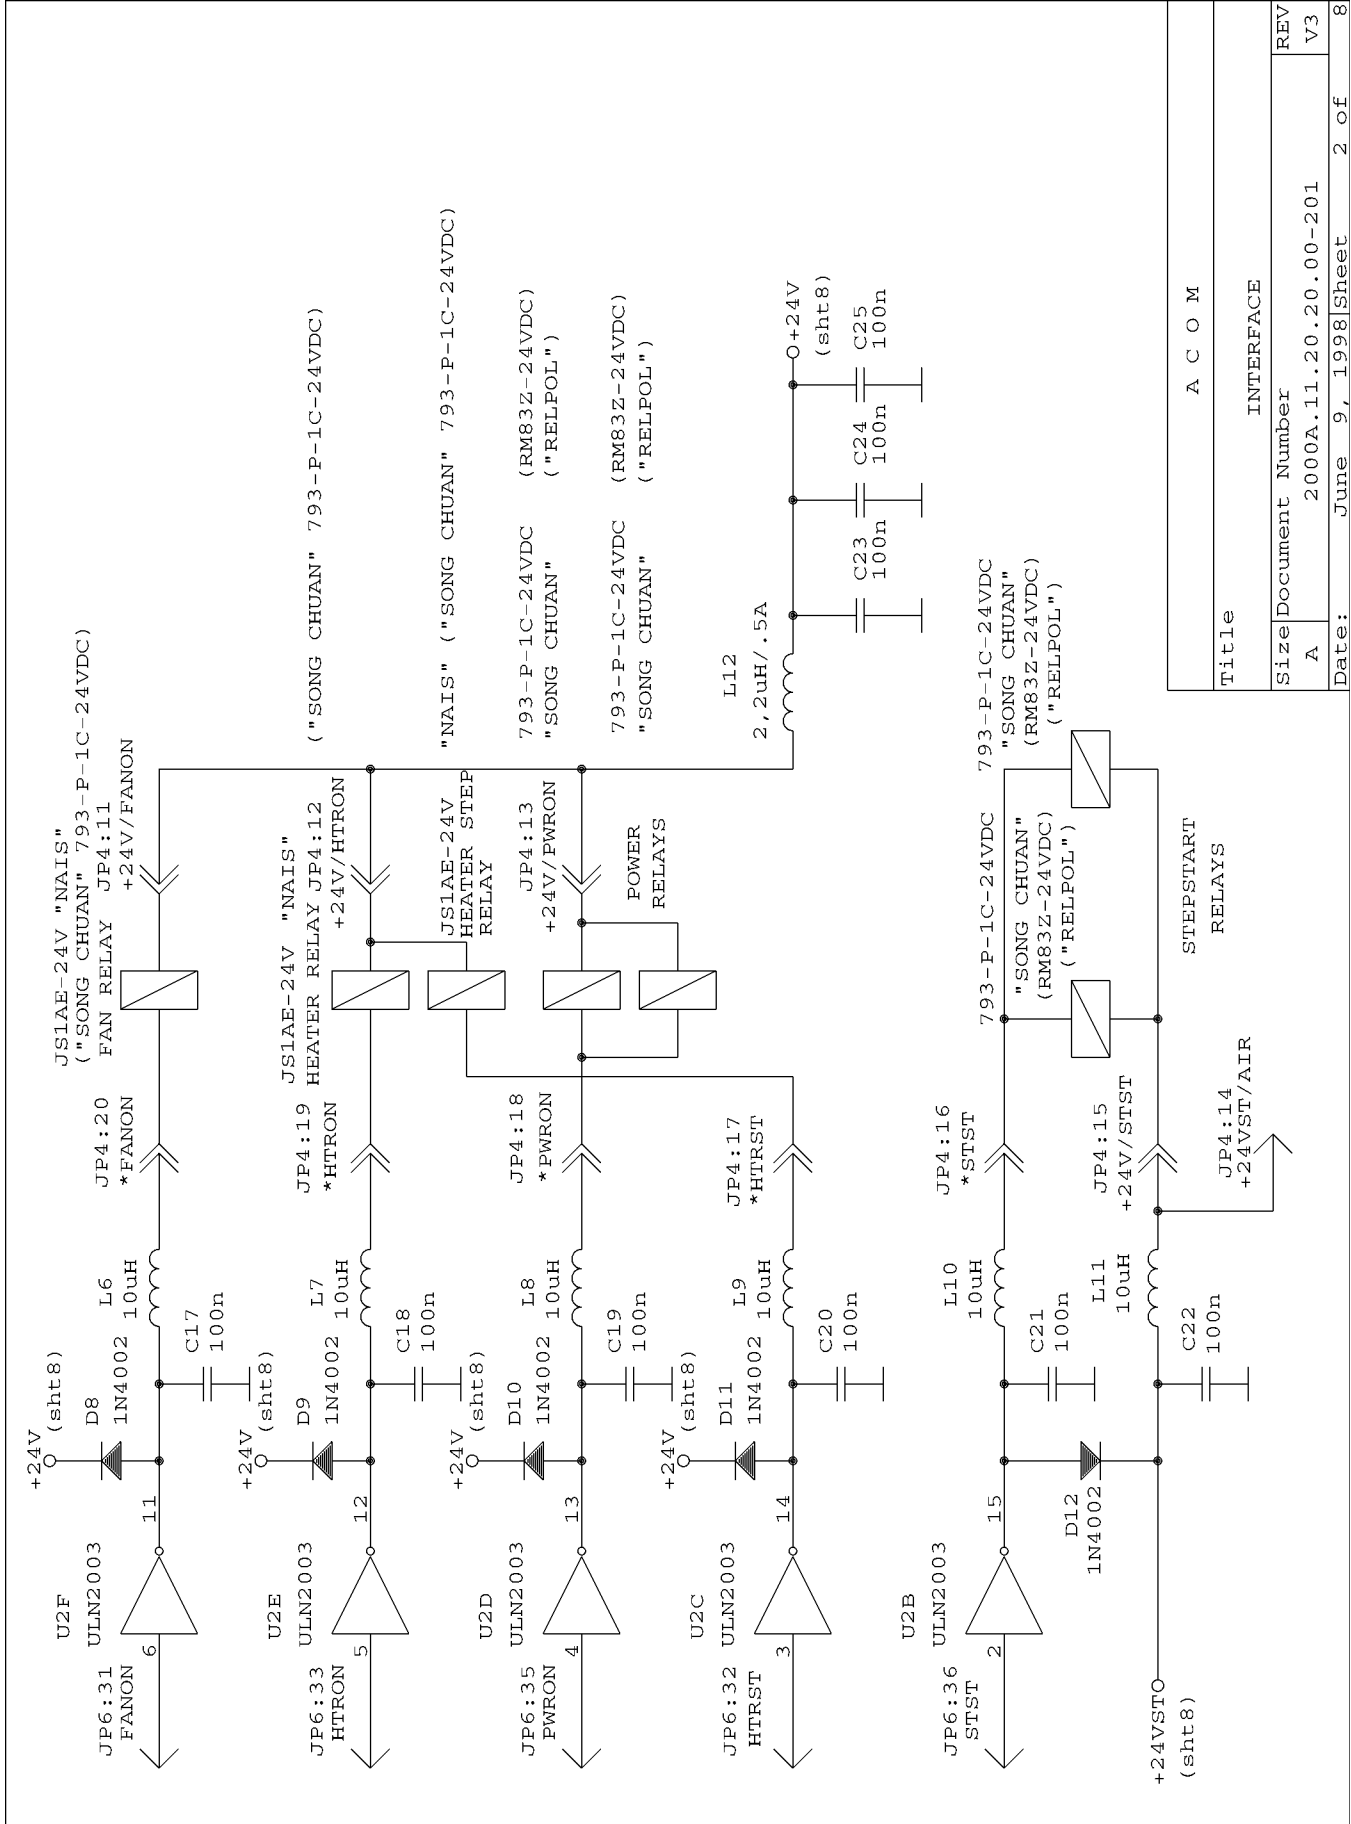 JP6:31
FANON
U2F
ULN2003
6
11
+24V
(sht8)
D8
1N4002
L6
10uH
C17
100n
JP4:20
*FANON
JS1AE-24V "NAIS"
("SONG CHUAN" 793-P-1C-24VDC)
FAN RELAY JP4:11
+24V/FANON
JP6:33
HTRON
U2E
ULN2003
5
12
+24V
(sht8)
D9
1N4002
L7
10uH
C18
100n
JP4:19
*HTRON
JS1AE-24V "NAIS"
("SONG CHUAN" 793-P-1C-24VDC)
HEATER RELAY JP4:12
+24V/HTRON
JS1AE-24V
"NAIS" ("SONG CHUAN" 793-P-1C-24VDC)
HEATER STEP
RELAY
JP6:35
PWRON
U2D
ULN2003
4
13
+24V
(sht8)
D10
1N4002
L8
10uH
C19
100n
JP4:18
*PWRON
JP4:13
+24V/PWRON
793-P-1C-24VDC
(RM83Z-24VDC)
"SONG CHUAN"
("RELPOL")
POWER
RELAYS
793-P-1C-24VDC
(RM83Z-24VDC)
"SONG CHUAN"
("RELPOL")
JP6:32
HTRST
U2C
ULN2003
3
14
+24V
(sht8)
D11
1N4002
L9
10uH
C20
100n
JP4:17
*HTRST
L12
2,2uH/.5A
+24V
(sht8)
C23
100n
C24
100n
C25
100n
JP6:36
STST
U2B
ULN2003
2
15
L10
10uH
C21
100n
JP4:16
*STST
793-P-1C-24VDC
"SONG CHUAN"
(RM83Z-24VDC)
("RELPOL")
793-P-1C-24VDC
"SONG CHUAN"
(RM83Z-24VDC)
("RELPOL")
D12
1N4002
L11
10uH
JP4:15
+24V/STST
+24VST
(sht8)
C22
100n
JP4:14
+24VST/AIR
STEPSTART
RELAYS
A C O M
Title
INTERFACE
Size Document Number REV
A 2000A.11.20.20.00-201 V3
Date: June 9, 1998 Sheet 2 of 8